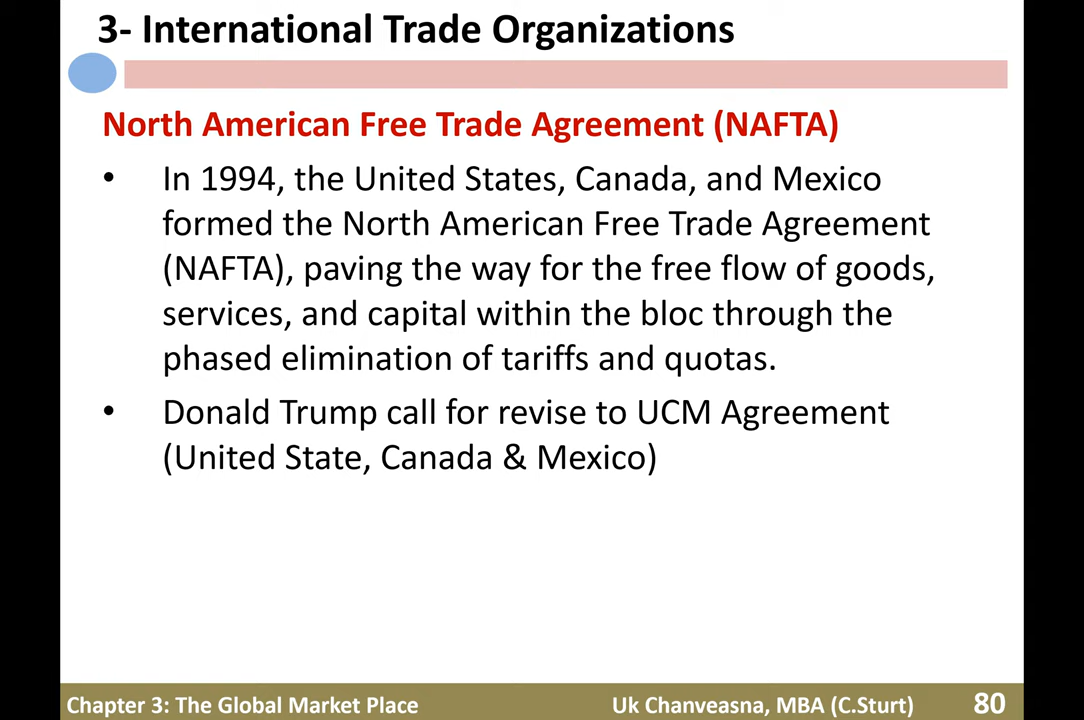 3- International Trade Organizations
North American Free Trade Agreement (NAFTA)
• In 1994, the United States, Canada, and Mexico
formed the North American Free Trade Agreement
(NAFTA), paving the way for the free flow of goods,
services, and capital within the bloc through the
phased elimination of tariffs and quotas.
• Donald Trump call for revise to UCM Agreement
(United State, Canada & Mexico)
Chapter 3: The Global Market Place Uk Chanveasna, MBA (C.Sturt) 80